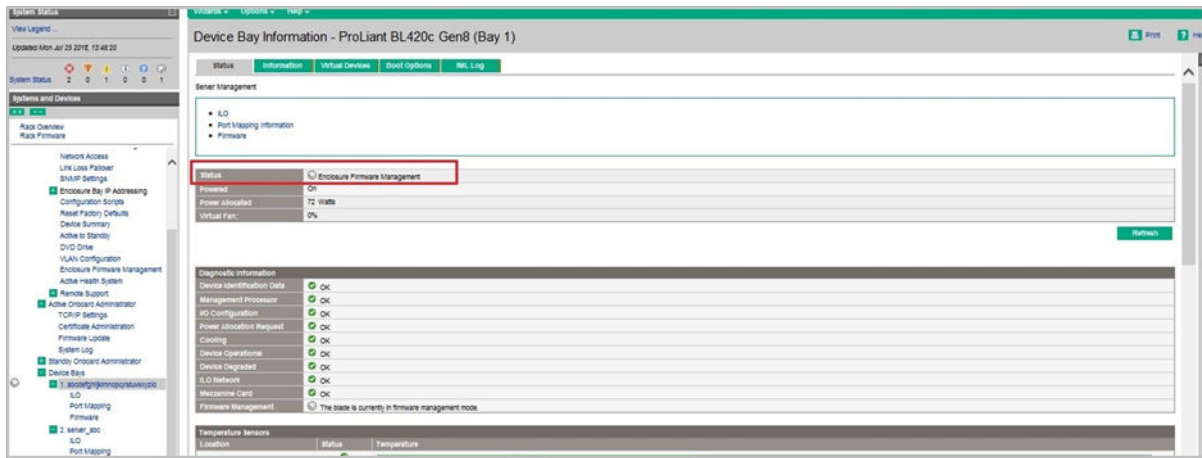 System Status
View Legend ...
Updated Mon Jul 25 2016, 13:48:20
System Status 2 0 1 0 0 1
Systems and Devices
Rack Overview
Rack Firmware
Network Access
Link Loss Failover
SNMP Settings
Enclosure Bay IP Addressing
Configuration Scripts
Reset Factory Defaults
Device Summary
Active to Standby
DVD Drive
VLAN Configuration
Enclosure Firmware Management
Active Health System
Remote Support
Active Onboard Administrator
TCP/IP Settings
Certificate Administration
Firmware Update
System Log
Standby Onboard Administrator
Device Bays
iLO
Port Mapping
Firmware
2. server_abc
iLO
Port Mapping
Wizards Options Help
Device Bay Information - ProLiant BL420c Gen8 (Bay 1)
Print
Status Information Virtual Devices Boot Options IML Log
Server Management
iLO
Port Mapping Information
Firmware
Status Enclosure Firmware Management
Powered On
Power Allocated 72 Watts
Virtual Fan: 0%
Refresh
Diagnostic Information
Device Identification Data OK
Management Processor OK
I/O Configuration OK
Power Allocation Request OK
Cooling OK
Device Operational OK
Device Degraded OK
iLO Network OK
Mezzanine Card OK
Firmware Management The blade is currently in firmware management mode.
Temperature Sensors
Location Status Temperature